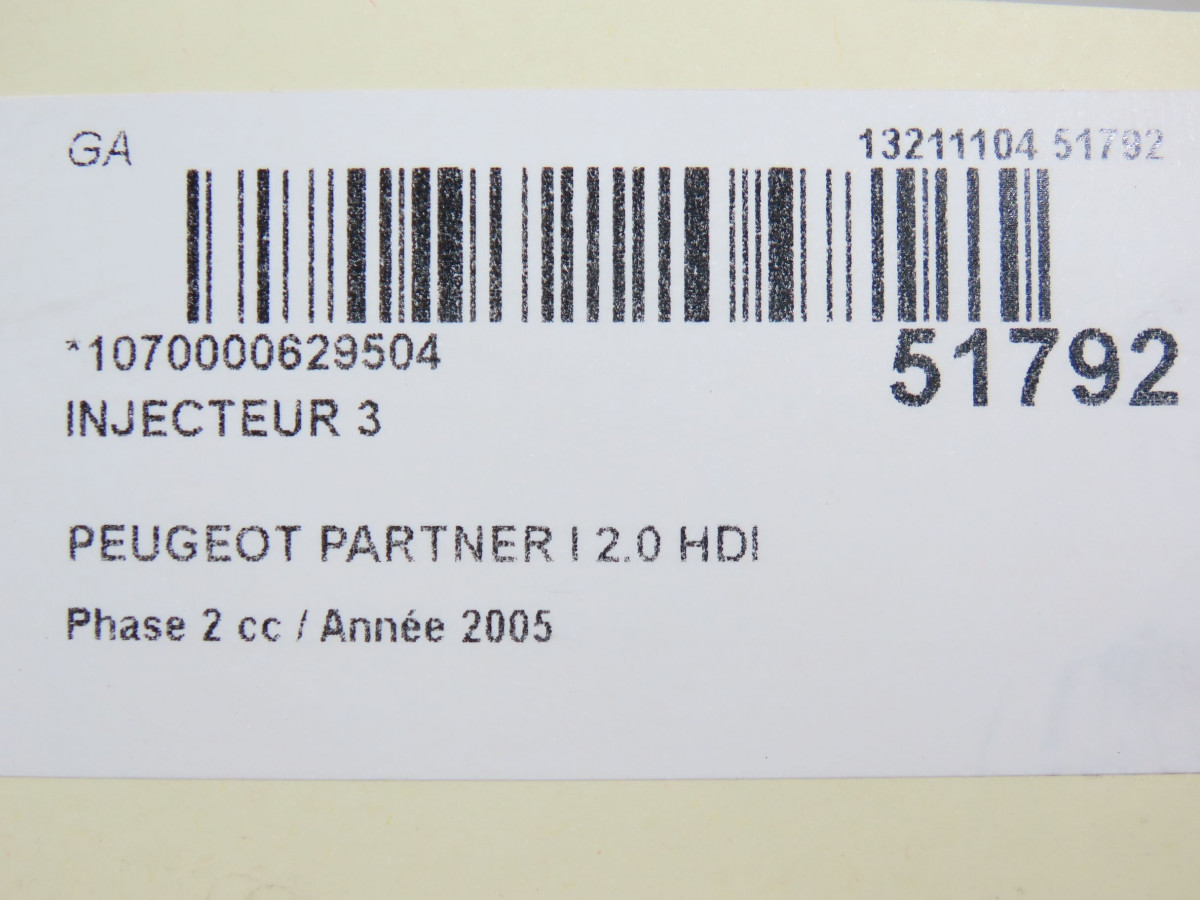 GA
13211104 51792
*1070000629504
51792
INJECTEUR 3
PEUGEOT PARTNER I 2.0 HDI
Phase 2 cc / Année 2005